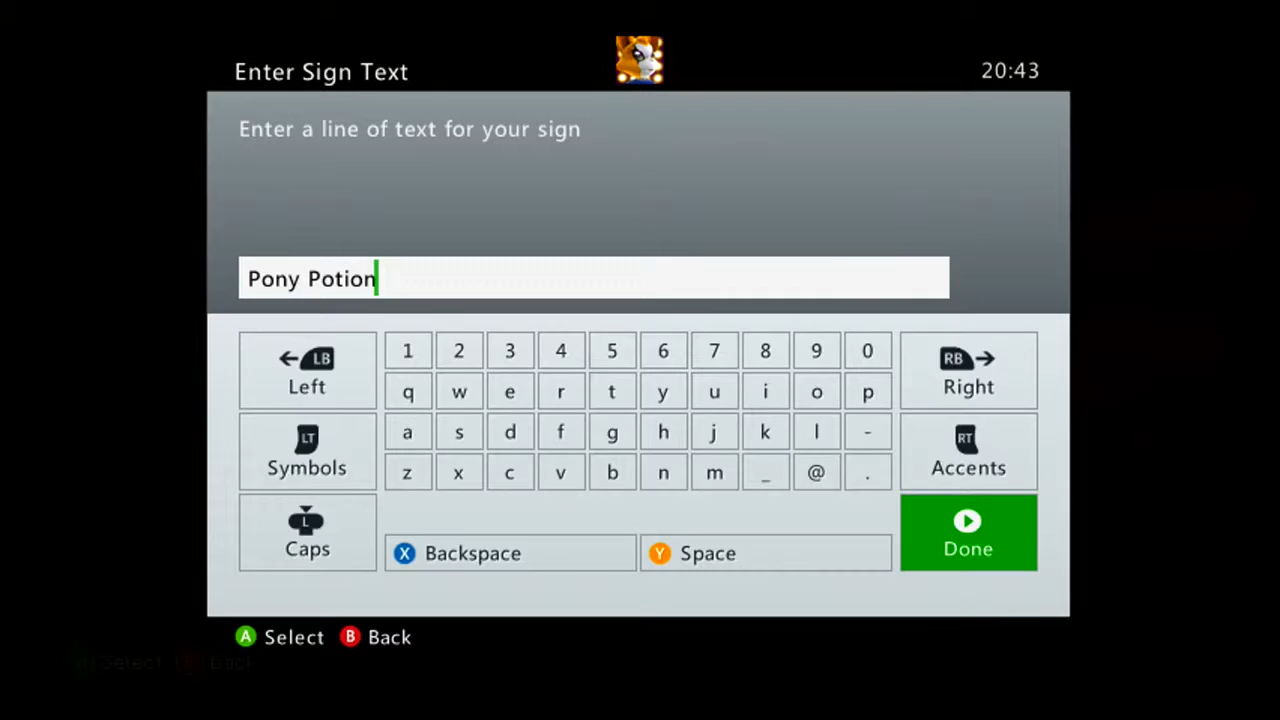 Enter Sign Text
20:43
Enter a line of text for your sign
Pony Potion
LB
Left
1 2 3 4 5 6 7 8 9 0
RB
Right
q w e r t y u i o p
LT
Symbols
a s d f g h j k l -
RT
Accents
z x c v b n m _ @ .
L
Caps
X Backspace
Y Space
Done
A Select B Back
Select Back